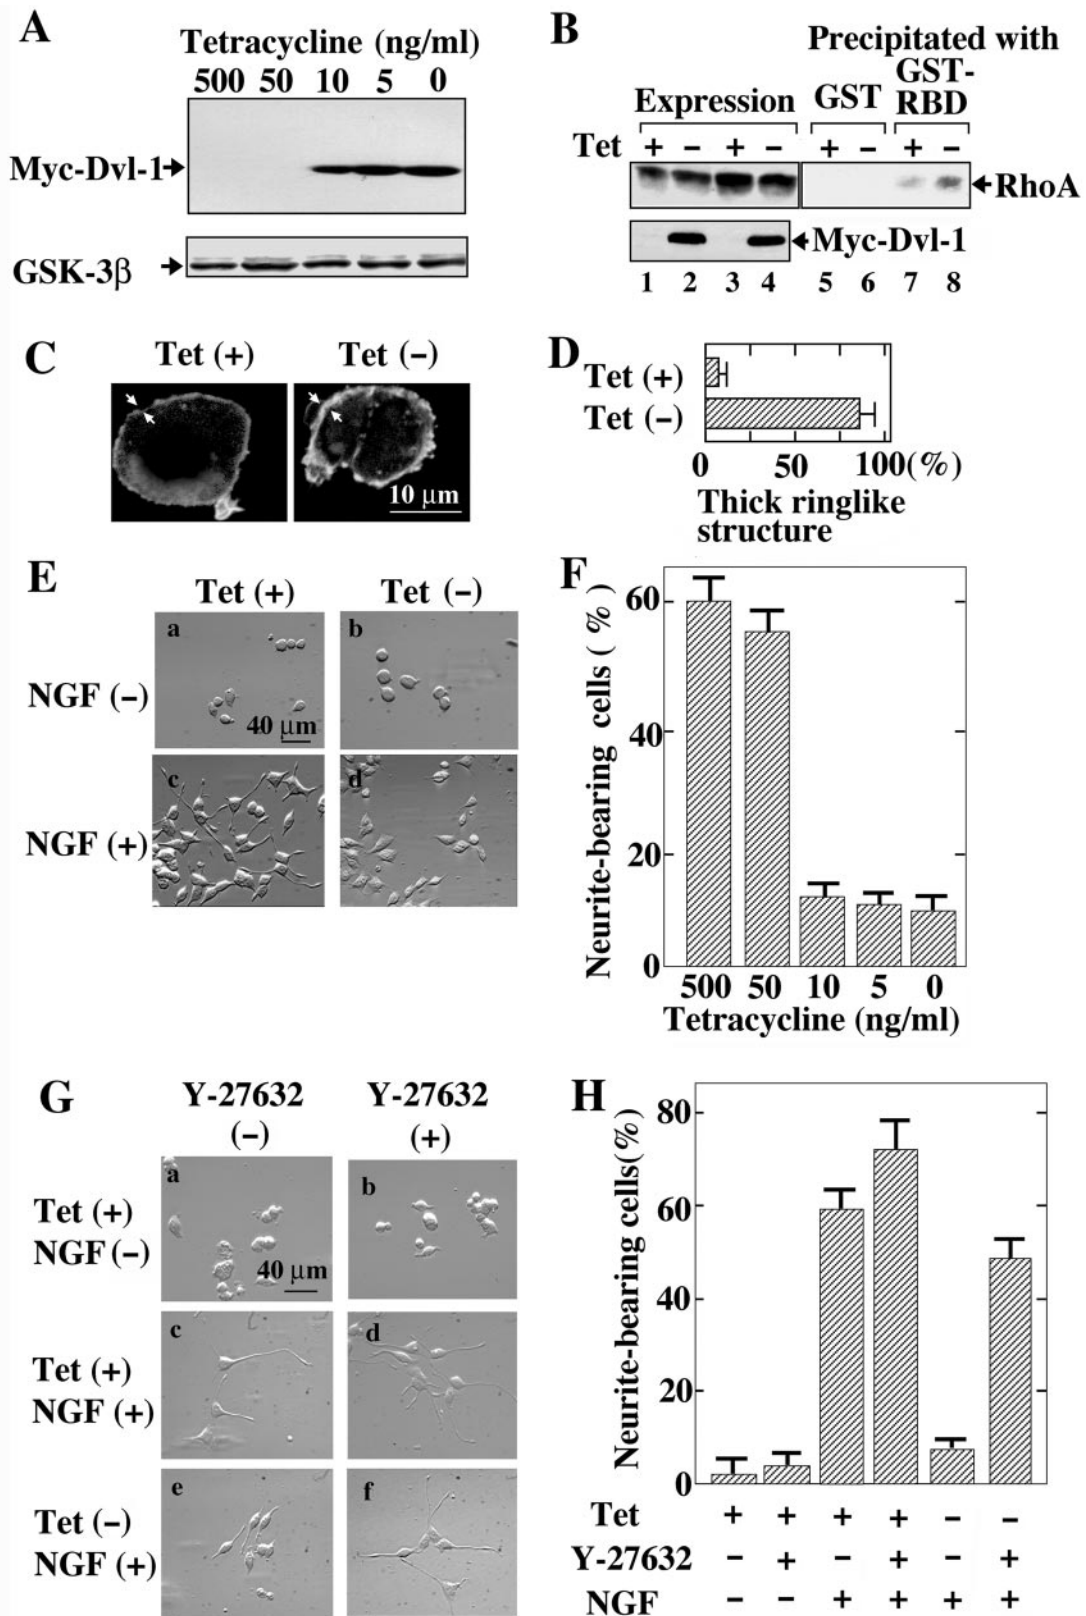 A
Tetracycline (ng/ml)
500 50 10 5 0
Myc-Dvl-1
GSK-3β
B
Precipitated with
Expression GST GST-
RBD
Tet + − + − + − + −
RhoA
Myc-Dvl-1
1 2 3 4 5 6 7 8
C
Tet (+) Tet (−)
10 µm
D
Tet (+)
Tet (−)
0 50 100(%)
Thick ringlike
structure
E
Tet (+) Tet (−)
a b
NGF (−)
40 µm
c d
NGF (+)
F
Neurite-bearing cells ( % )
60
40
20
0
500 50 10 5 0
Tetracycline (ng/ml)
G
Y-27632 Y-27632
(−) (+)
a b
Tet (+)
NGF (−)
40 µm
c d
Tet (+)
NGF (+)
e f
Tet (−)
NGF (+)
H
Neurite-bearing cells(%)
80
60
40
20
0
Tet + + + + − −
Y-27632 − + − + − +
NGF − − + + + +